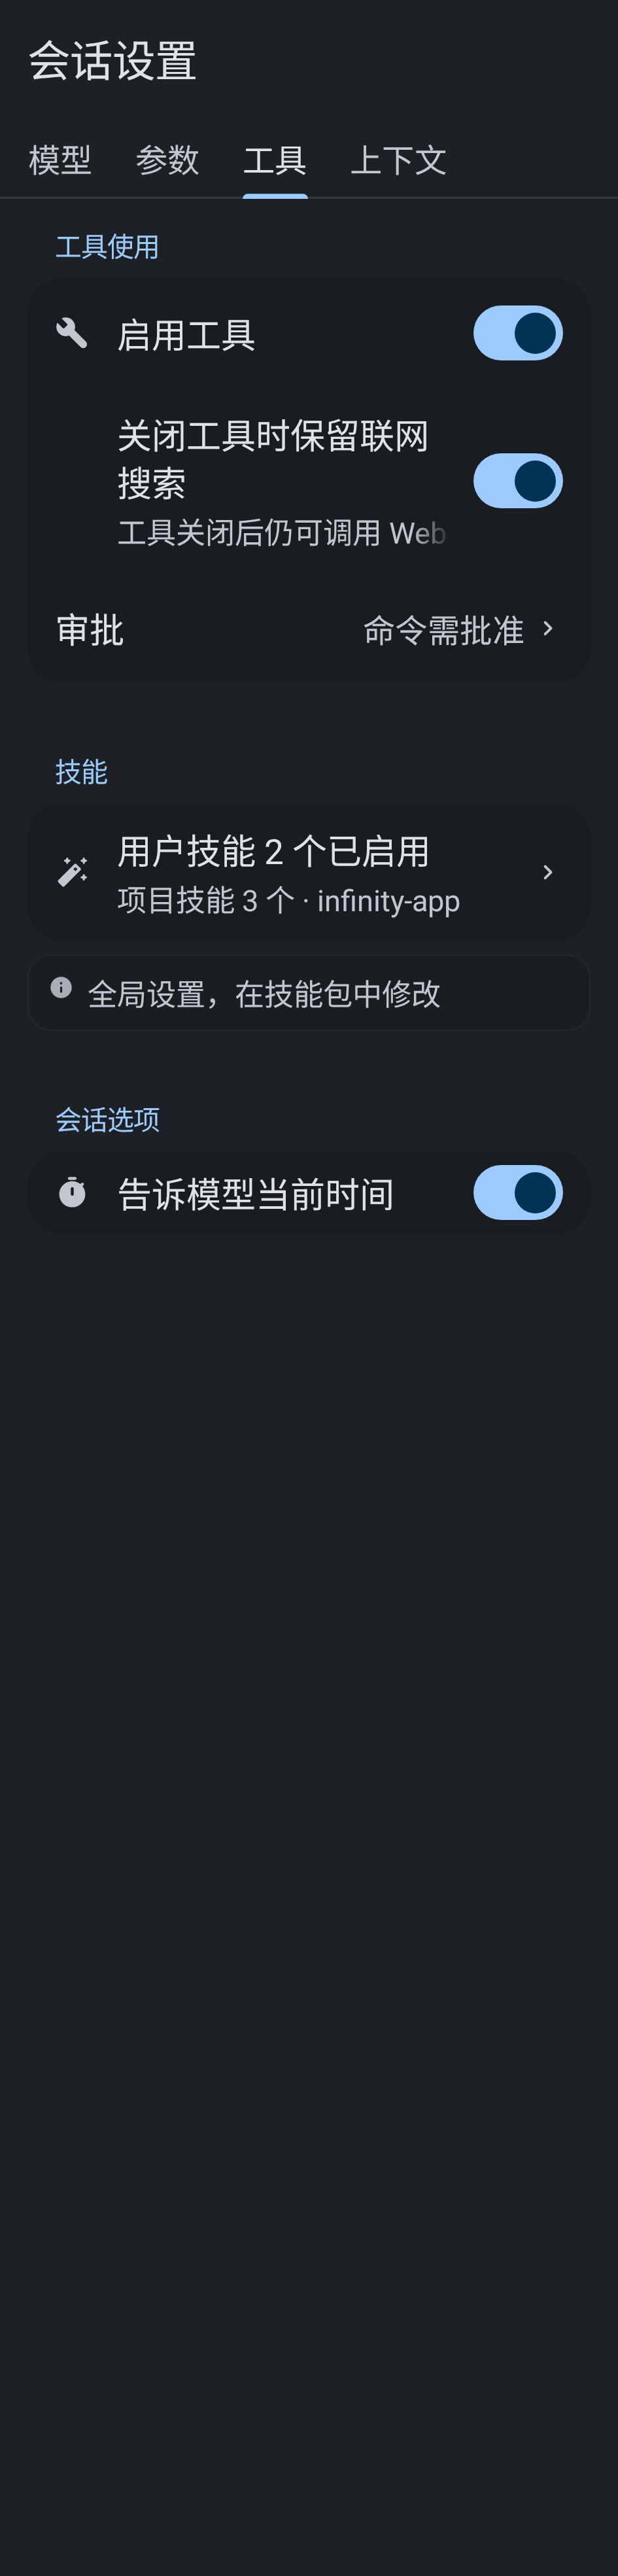 会话设置
模型 参数 工具 上下文
工具使用
启用工具
关闭工具时保留联网
搜索
工具关闭后仍可调用 Web
审批 命令需批准
技能
用户技能 2 个已启用
项目技能 3 个 · infinity-app
全局设置，在技能包中修改
会话选项
告诉模型当前时间